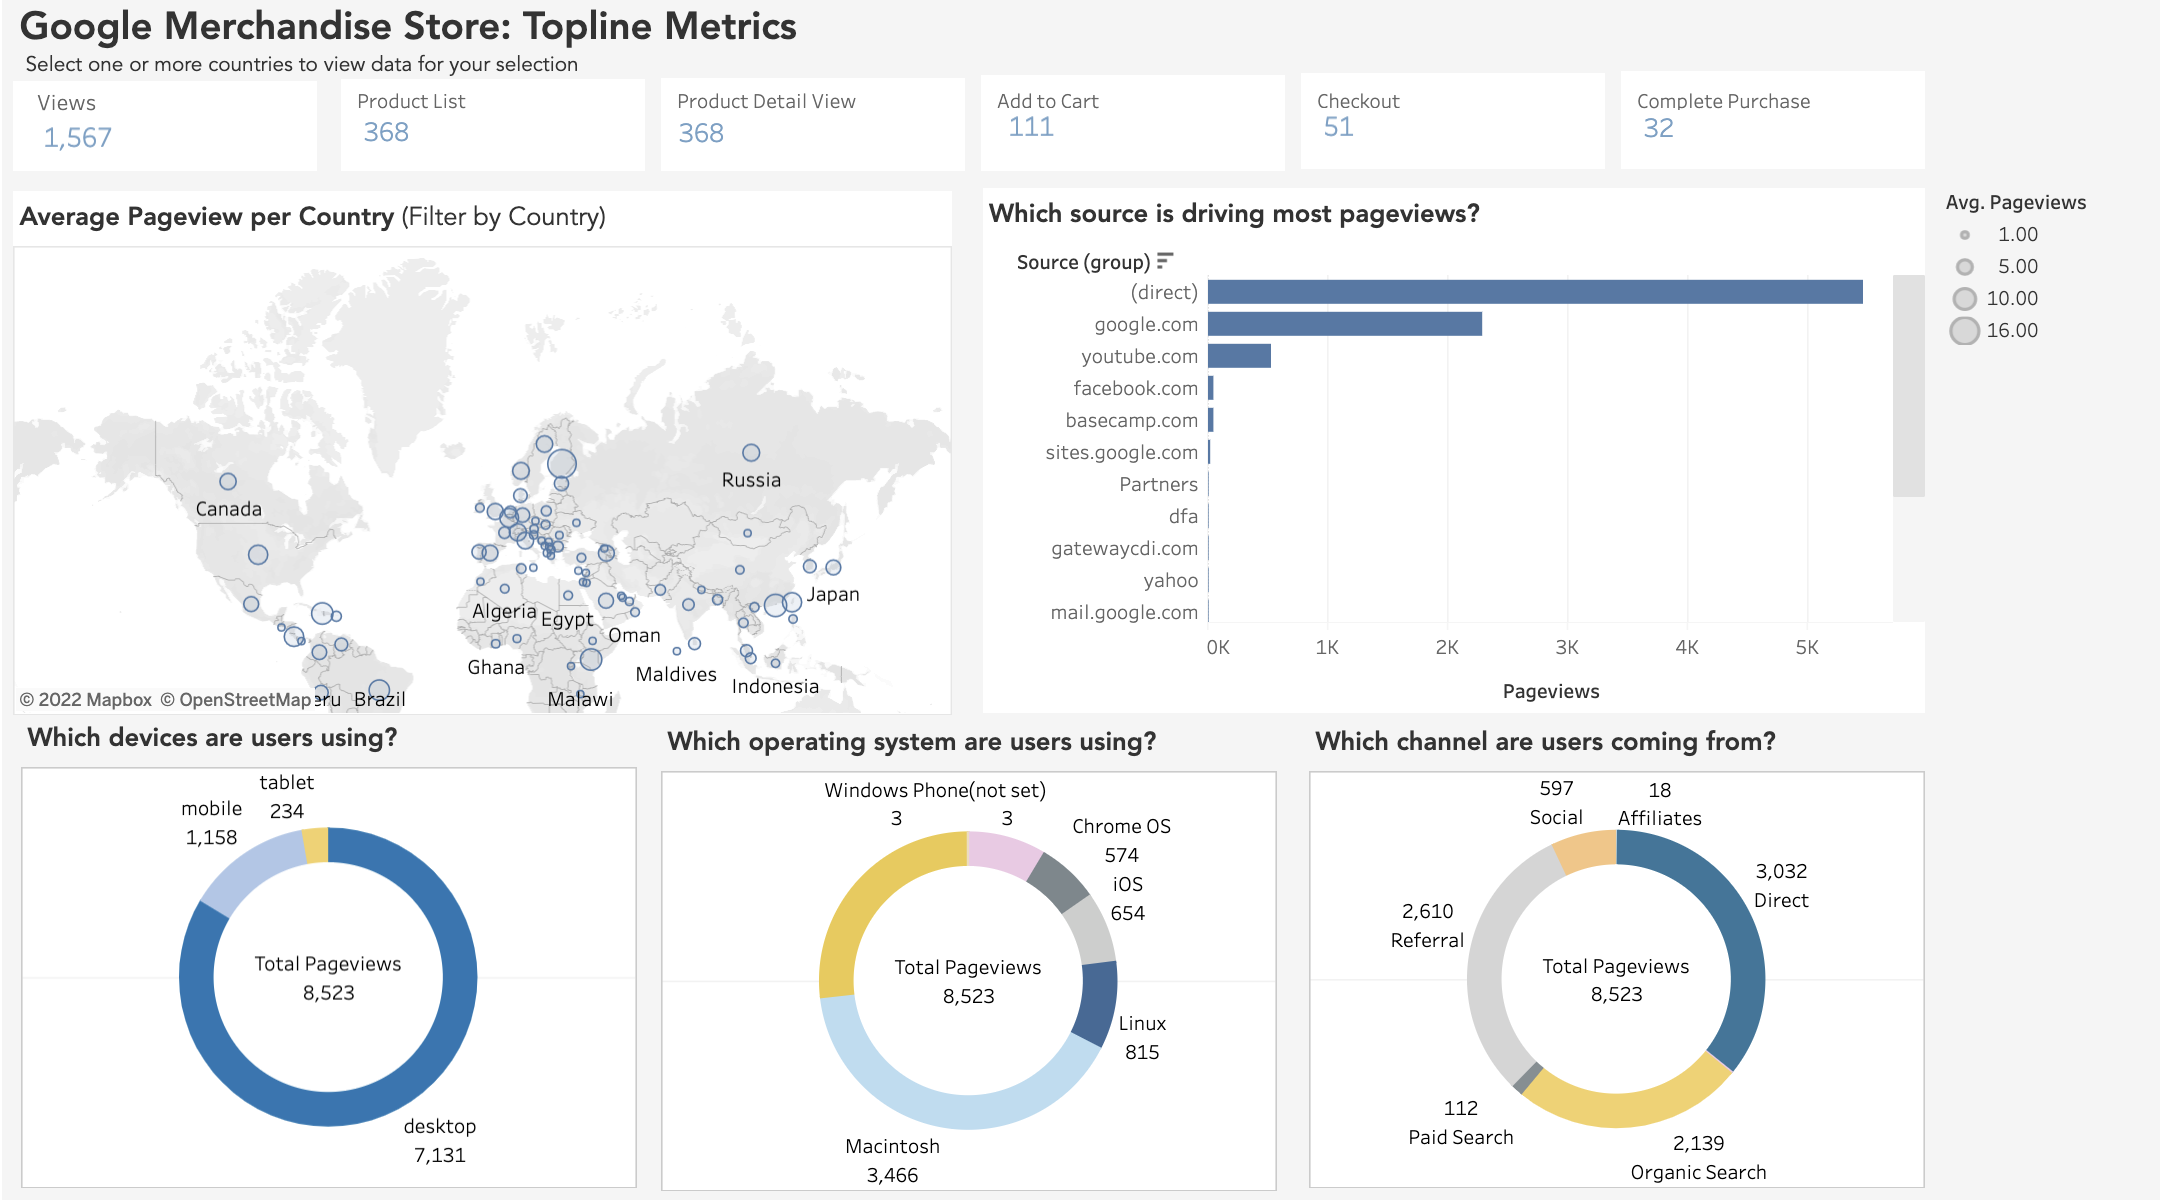 Google Merchandise Store: Topline Metrics
Select one or more countries to view data for your selection
Views
1,567
Product List
368
Product Detail View
368
Add to Cart
111
Checkout
51
Complete Purchase
32
Average Pageview per Country (Filter by Country)
Canada
Russia
Japan
Algeria
Egypt
Oman
Ghana
Maldives
Indonesia
Malawi
Brazil
© 2022 Mapbox © OpenStreetMap
Which source is driving most pageviews?
Source (group)
(direct)
google.com
youtube.com
facebook.com
basecamp.com
sites.google.com
Partners
dfa
gatewaycdi.com
yahoo
mail.google.com
0K 1K 2K 3K 4K 5K
Pageviews
Avg. Pageviews
1.00
5.00
10.00
16.00
Which devices are users using?
tablet
234
mobile
1,158
Total Pageviews
8,523
desktop
7,131
Which operating system are users using?
Windows Phone
3
(not set)
3
Chrome OS
574
iOS
654
Total Pageviews
8,523
Linux
815
Macintosh
3,466
Which channel are users coming from?
597
Social
18
Affiliates
3,032
Direct
2,610
Referral
Total Pageviews
8,523
112
Paid Search
2,139
Organic Search